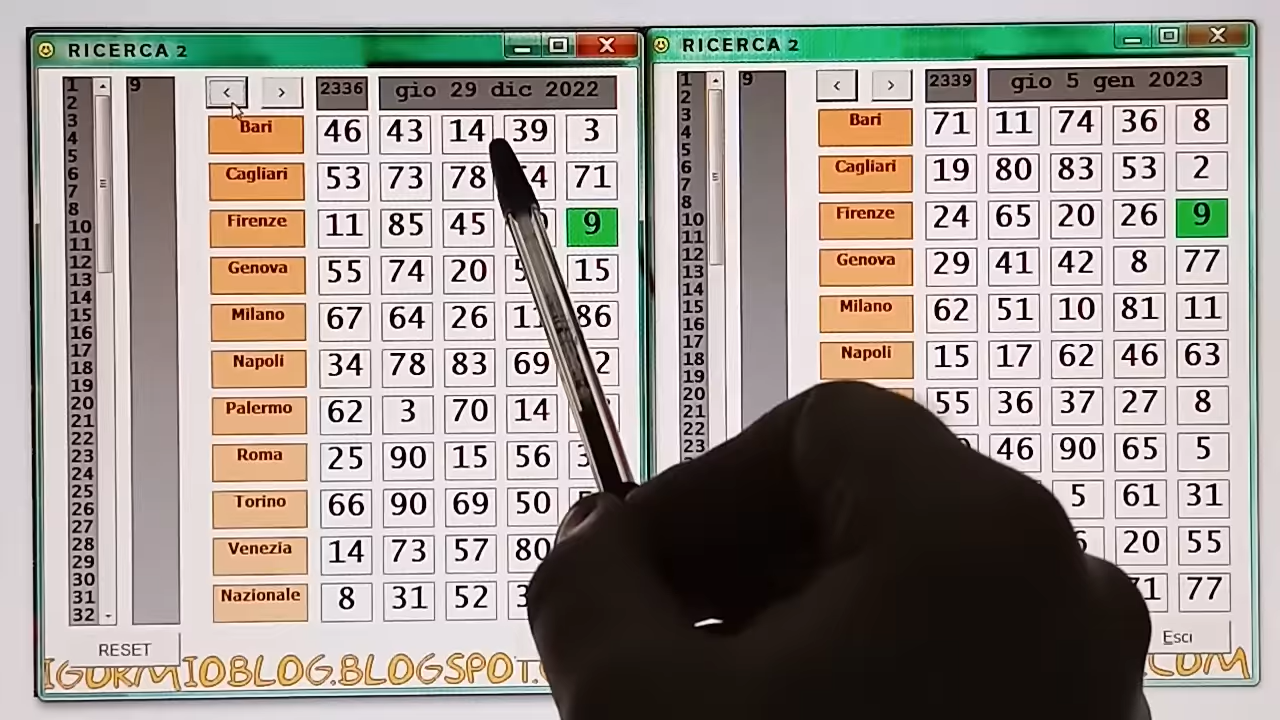 RICERCA 2
9
< > 2336 gio 29 dic 2022
Bari 46 43 14 39 3
Cagliari 53 73 78 71
Firenze 11 85 45 9
Genova 55 74 20 15
Milano 67 64 26 86
Napoli 34 78 83 69
Palermo 62 3 70 14
Roma 25 90 15 56
Torino 66 90 69 50
Venezia 14 73 57 80
Nazionale 8 31 52
1
2
3
4
5
6
7
8
10
11
12
13
14
15
16
17
18
19
20
21
22
23
24
25
26
27
28
29
30
31
32
RESET
RICERCA 2
9
< > 2339 gio 5 gen 2023
Bari 71 11 74 36 8
Cagliari 19 80 83 53 2
Firenze 24 65 20 26 9
Genova 29 41 42 8 77
Milano 62 51 10 81 11
Napoli 15 17 62 46 63
55 36 37 27 8
46 90 65 5
5 61 31
20 55
77
1
2
3
4
5
6
7
8
10
11
12
13
14
15
16
17
18
19
20
21
22
23
Esci
IGORMIOBLOG.BLOGSPOT.COM